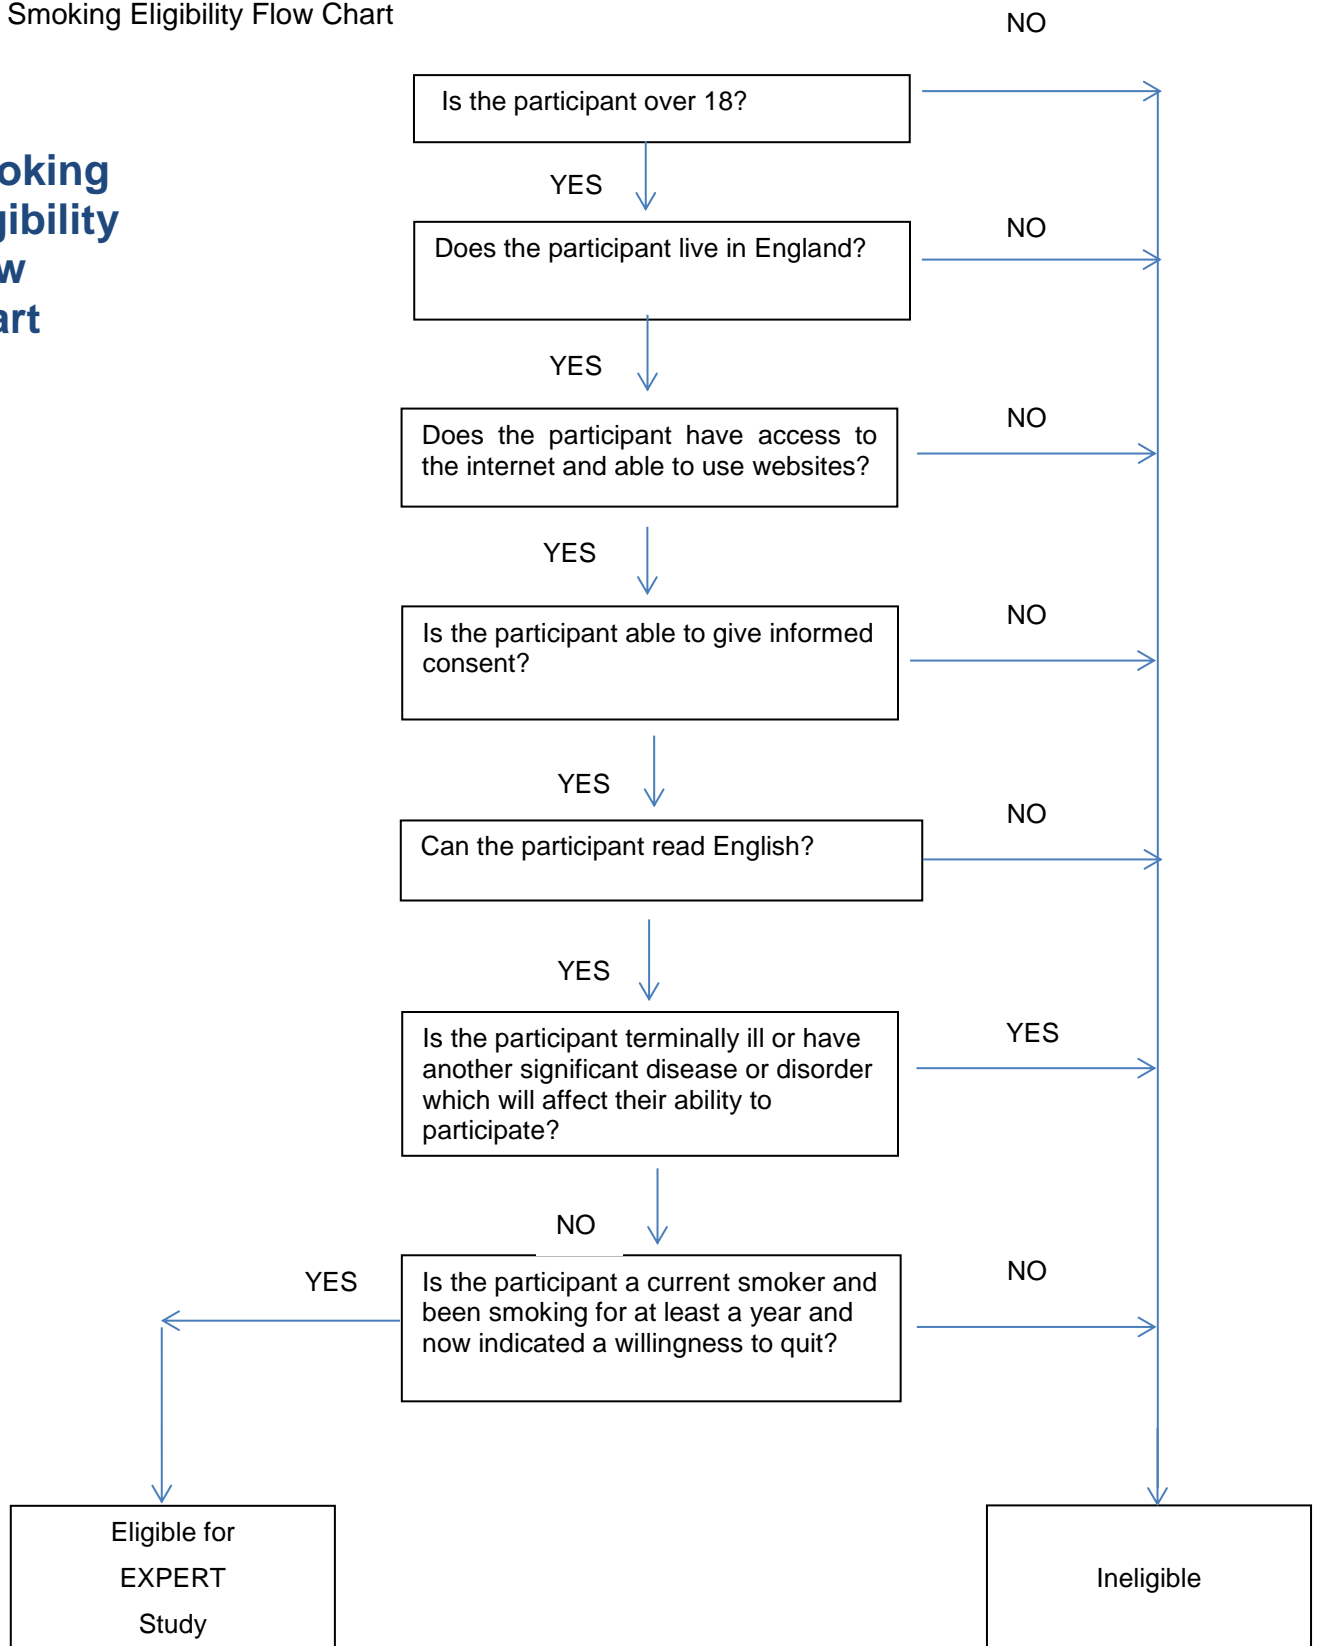 Smoking Eligibility Flow Chart
NO
Is the participant over 18?
oking
gibility
w
art
YES
Does the participant live in England?
NO
YES
Does the participant have access to
the internet and able to use websites?
NO
YES
Is the participant able to give informed
consent?
NO
YES
Can the participant read English?
NO
YES
Is the participant terminally ill or have
another significant disease or disorder
which will affect their ability to
participate?
YES
NO
Is the participant a current smoker and
been smoking for at least a year and
now indicated a willingness to quit?
YES
NO
Eligible for
EXPERT
Study
Ineligible